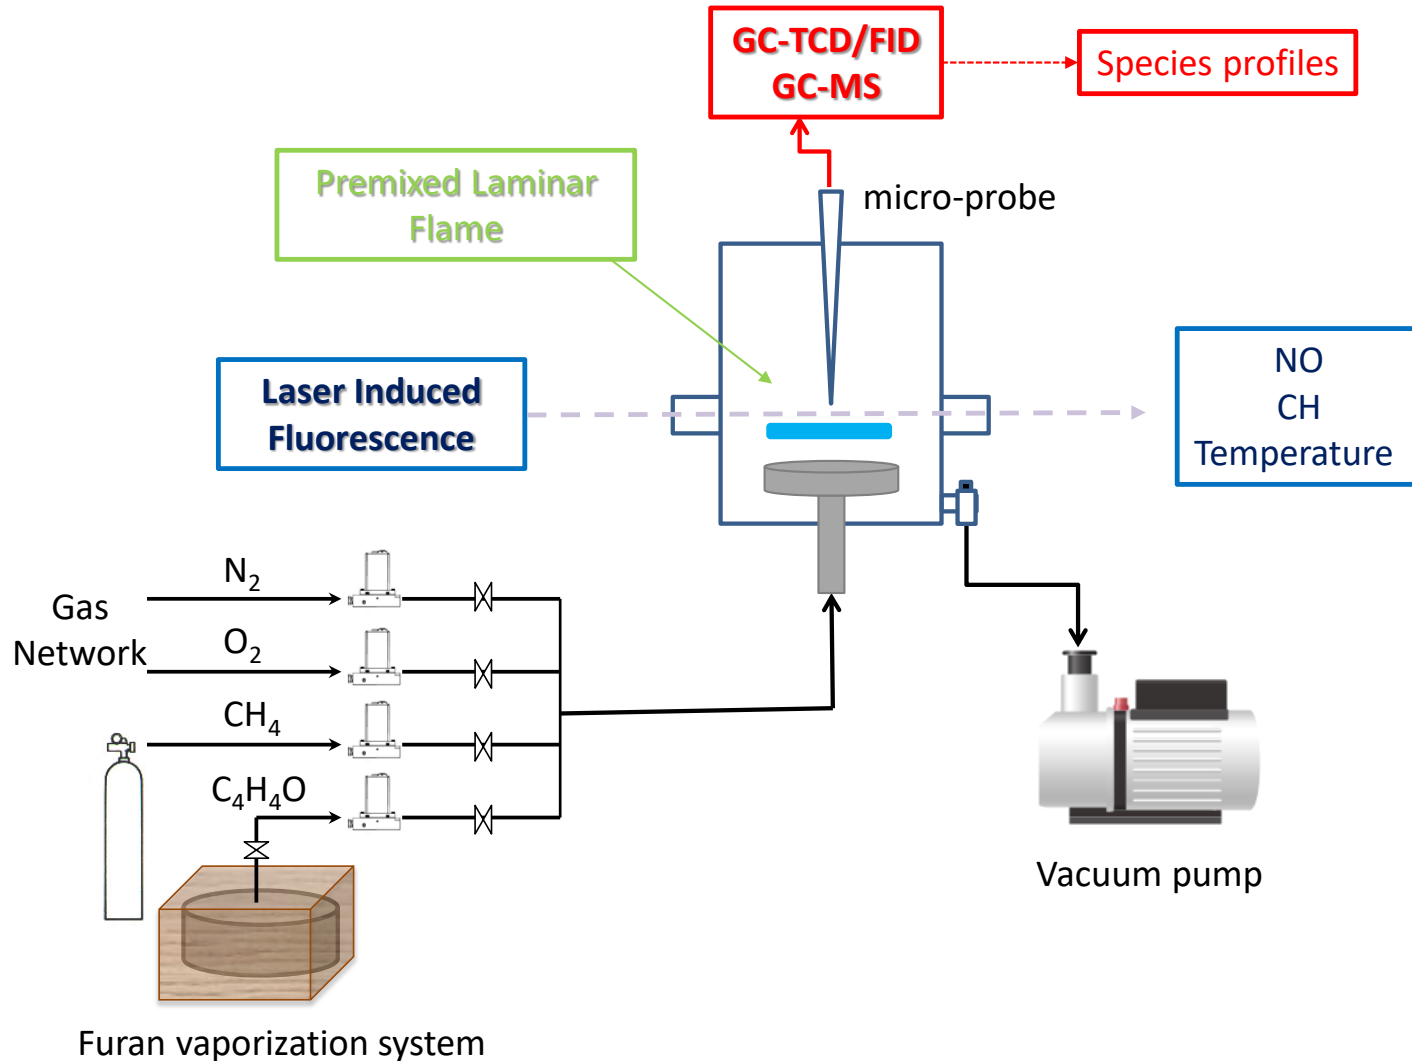 GC-TCD/FID
GC-MS
Species profiles
Premixed Laminar
Flame
micro-probe
Laser Induced
Fluorescence
NO
CH
Temperature
Gas
Network
N₂
O₂
CH₄
C₄H₄O
Vacuum pump
Furan vaporization system